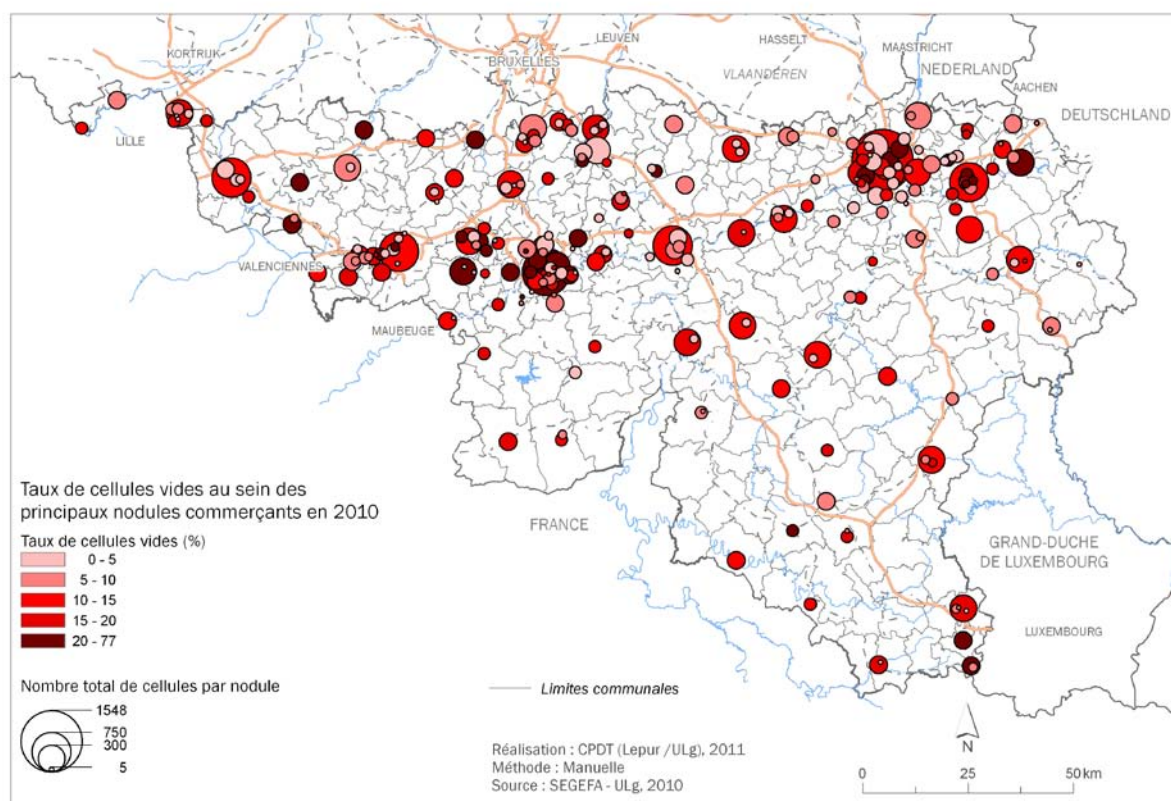 KORTRIJK
LEUVEN
HASSELT
MAASTRICHT
BRUXELLES
VLAANDEREN
NEDERLAND
AACHEN
DEUTSCHLAND
LILLE
VALENCIENNES
MAUBEUGE
Taux de cellules vides au sein des
principaux nodules commerçants en 2010
Taux de cellules vides (%)
0 - 5
5 - 10
10 - 15
15 - 20
20 - 77
FRANCE
GRAND-DUCHE
DE LUXEMBOURG
LUXEMBOURG
Nombre total de cellules par nodule
1548
750
300
5
Limites communales
Réalisation : CPDT (Lepur /ULg), 2011
Méthode : Manuelle
Source : SEGEFA - ULg, 2010
N
0 25 50 km